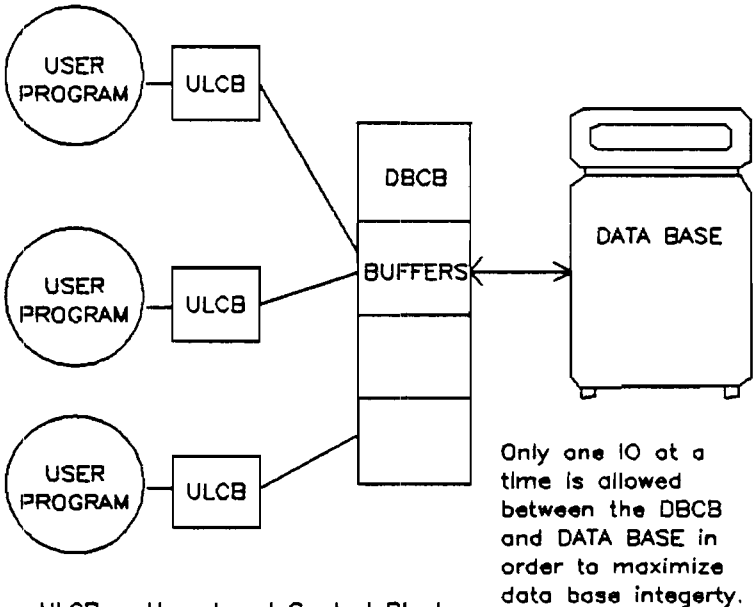 USER
PROGRAM
ULCB
DBCB
BUFFERS
DATA BASE
USER
PROGRAM
ULCB
USER
PROGRAM
ULCB
Only one IO at a
time is allowed
between the DBCB
and DATA BASE in
order to maximize
data base integerty.